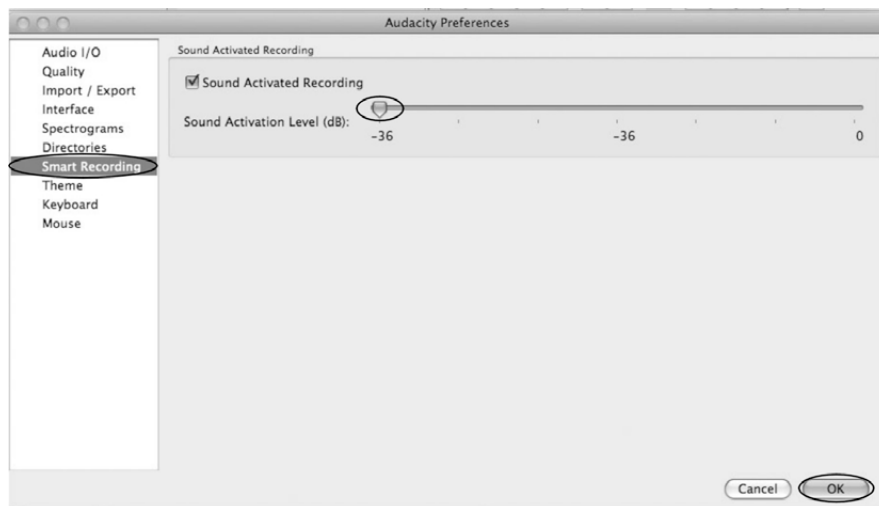 Audacity Preferences
Audio I/O
Quality
Import / Export
Interface
Spectrograms
Directories
Smart Recording
Theme
Keyboard
Mouse
Sound Activated Recording
Sound Activated Recording
Sound Activation Level (dB):
-36 -36 0
Cancel OK